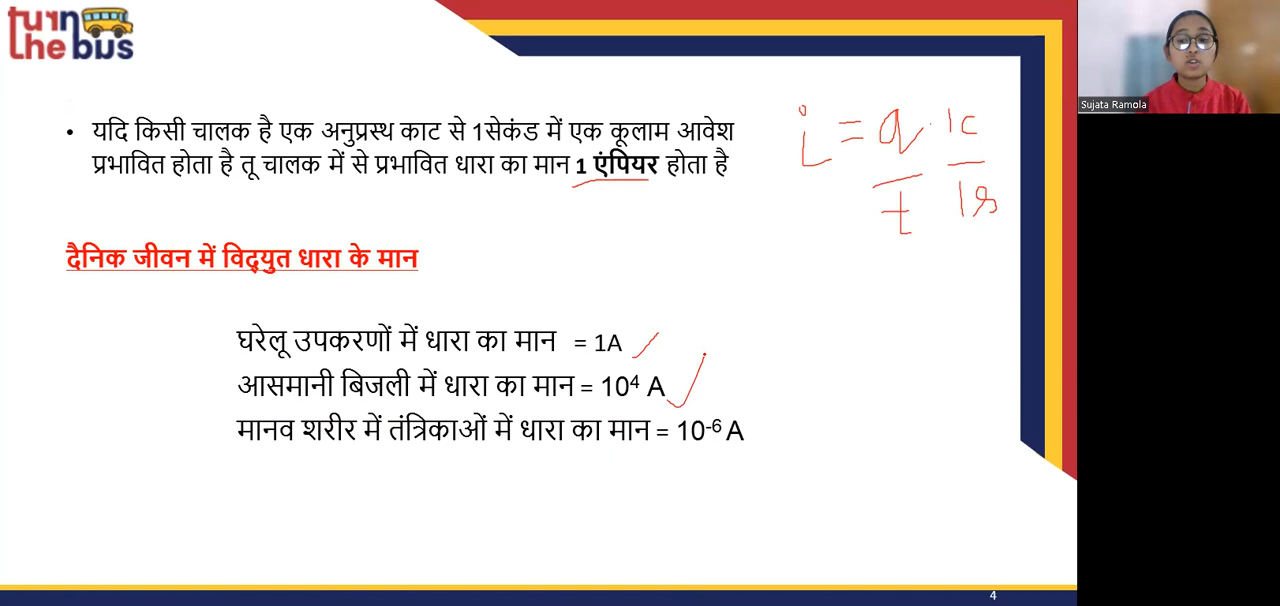 turn
the bus
• यदि किसी चालक है एक अनुप्रस्थ काट से 1सेकंड में एक कूलाम आवेश
प्रभावित होता है तू चालक में से प्रभावित धारा का मान 1 एंपियर होता है
i = q/t 1c/1s
दैनिक जीवन में विद्युत धारा के मान
घरेलू उपकरणों में धारा का मान = 1A
आसमानी बिजली में धारा का मान = 10⁴ A
मानव शरीर में तंत्रिकाओं में धारा का मान = 10⁻⁶ A
4
Sujata Ramola